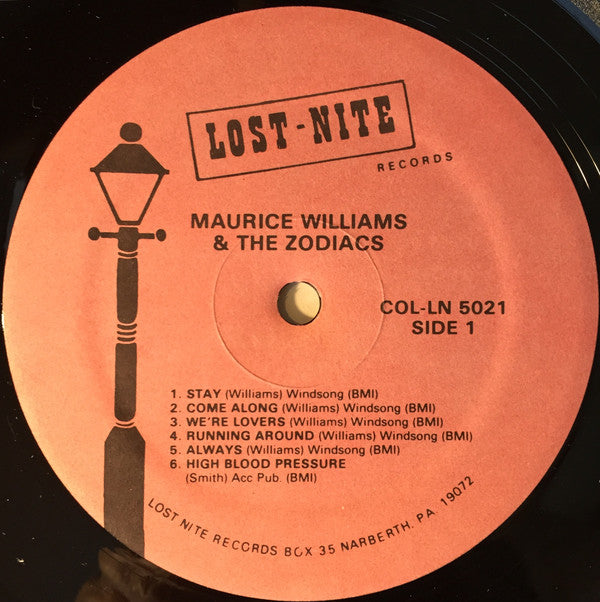 LOST-NITE
RECORDS
MAURICE WILLIAMS
& THE ZODIACS
COL-LN 5021
SIDE 1
1. STAY (Williams) Windsong (BMI)
2. COME ALONG (Williams) Windsong (BMI)
3. WE'RE LOVERS (Williams) Windsong (BMI)
4. RUNNING AROUND (Williams) Windsong (BMI)
5. ALWAYS (Williams) Windsong (BMI)
6. HIGH BLOOD PRESSURE
(Smith) Acc Pub. (BMI)
LOST NITE RECORDS BOX 35 NARBERTH, PA. 19072